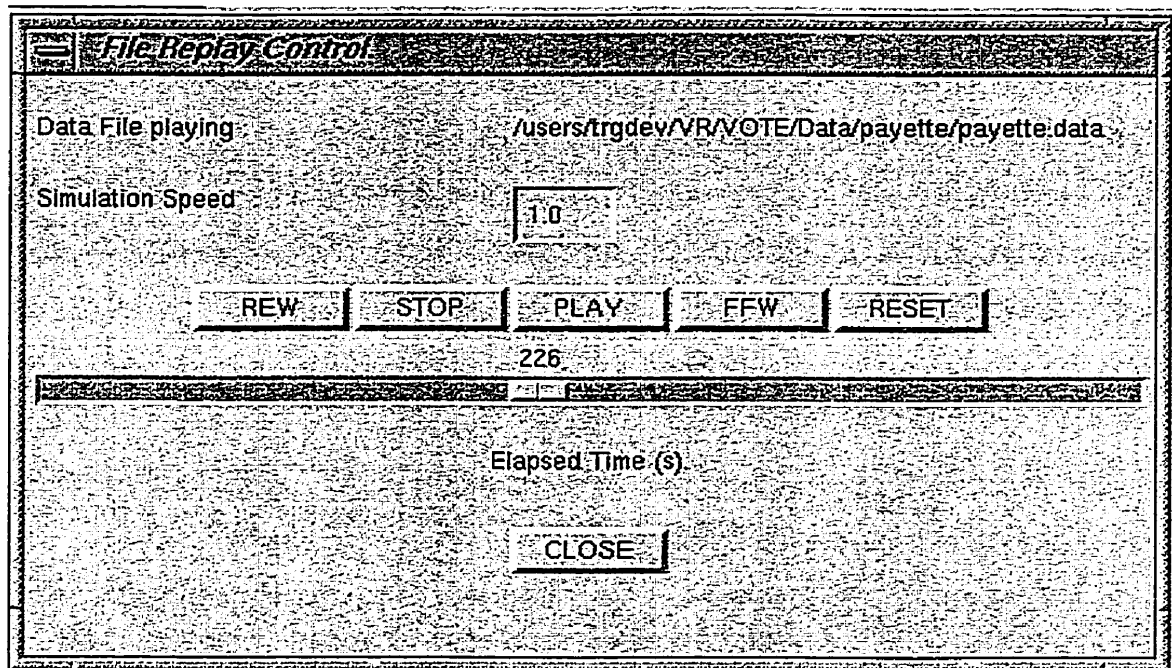 File Replay Control
Data File playing /users/trgdev/VR/VOTE/Data/payette/payette.data
Simulation Speed 1.0
REW STOP PLAY FFW RESET
226
Elapsed Time (s)
CLOSE